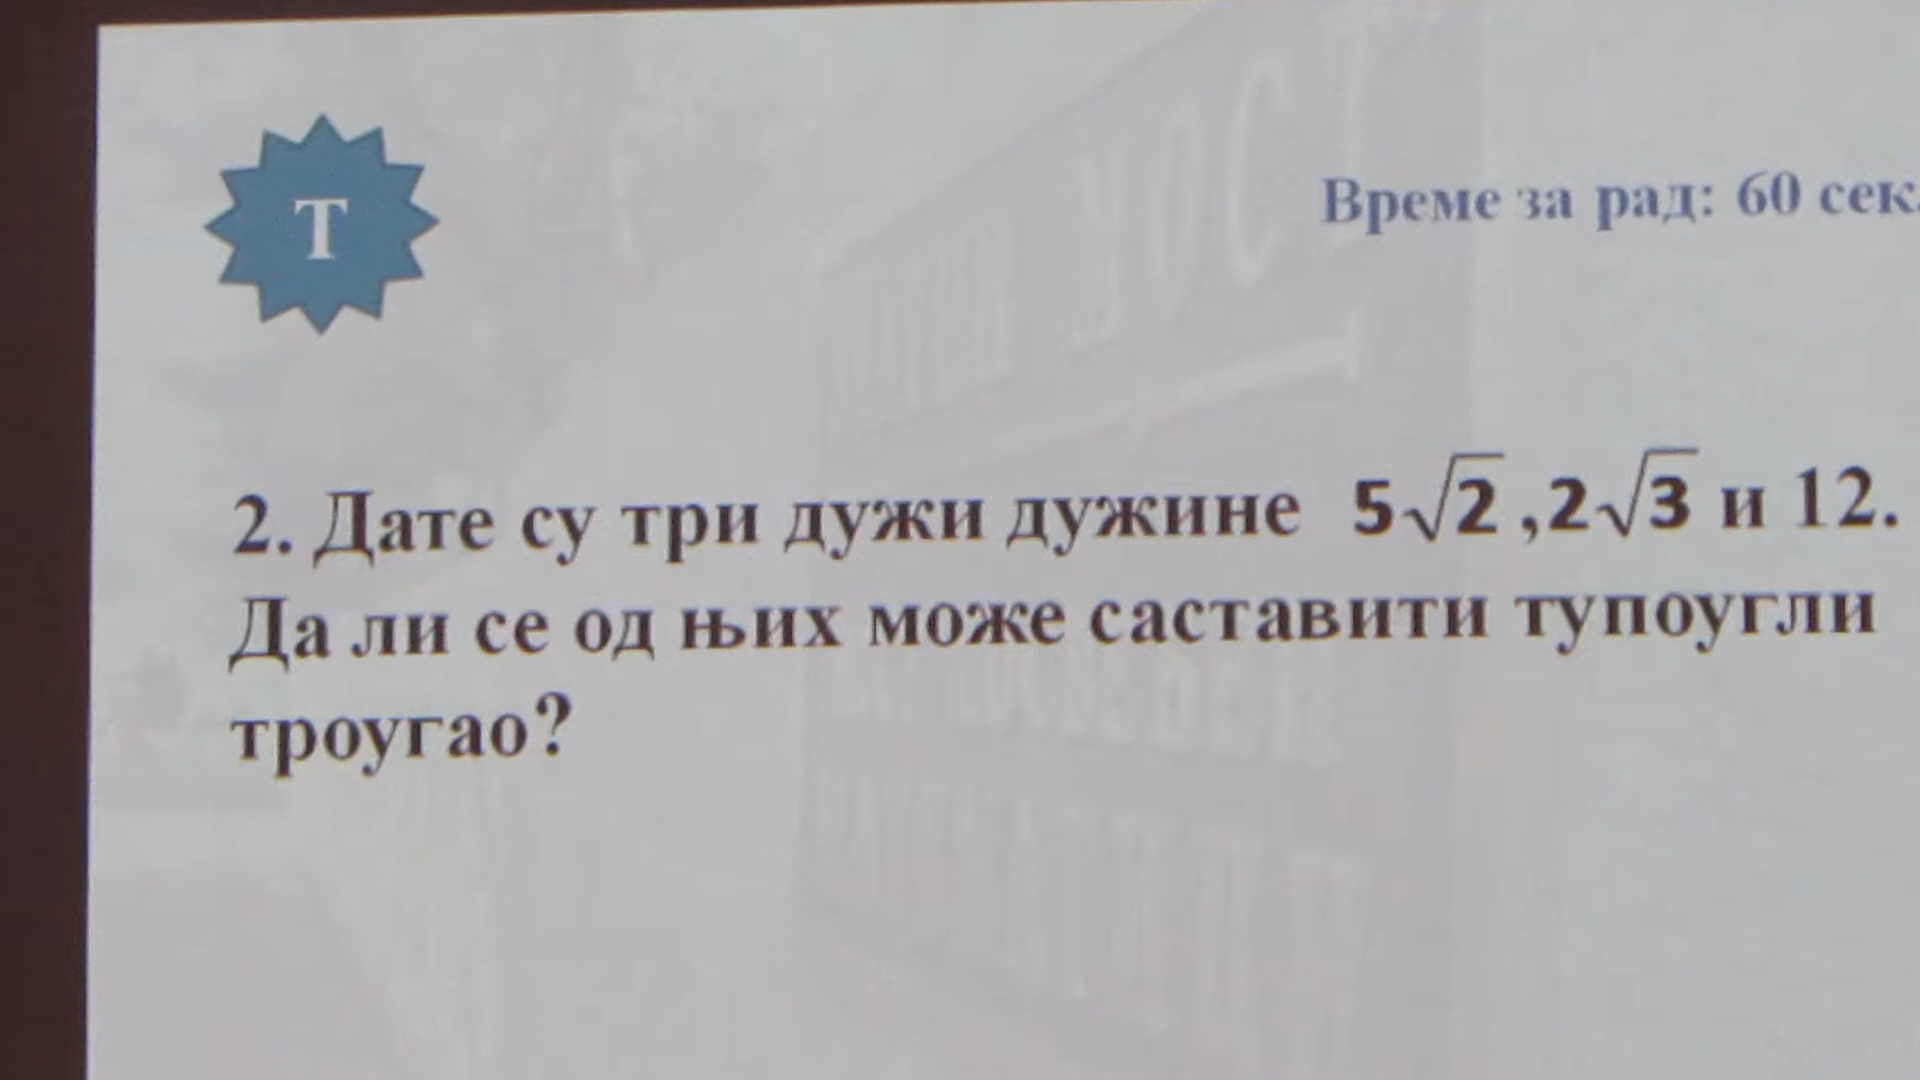 Т
Време за рад: 60 сек.
2. Дате су три дужи дужине 5√2 ,2√3 и 12.
Да ли се од њих може саставити тупоугли
троугао?